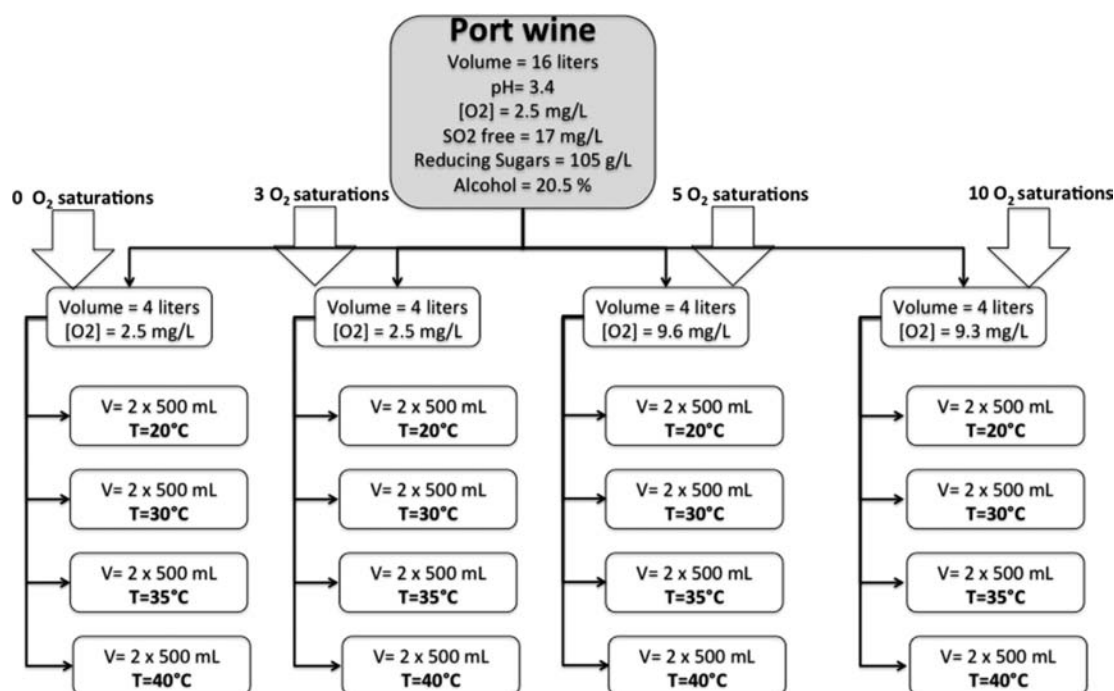 Port wine
Volume = 16 liters
pH= 3.4
[O2] = 2.5 mg/L
SO2 free = 17 mg/L
Reducing Sugars = 105 g/L
Alcohol = 20.5 %
0 O₂ saturations
3 O₂ saturations
5 O₂ saturations
10 O₂ saturations
Volume = 4 liters
[O2] = 2.5 mg/L
Volume = 4 liters
[O2] = 2.5 mg/L
Volume = 4 liters
[O2] = 9.6 mg/L
Volume = 4 liters
[O2] = 9.3 mg/L
V= 2 x 500 mL
T=20°C
V= 2 x 500 mL
T=20°C
V= 2 x 500 mL
T=20°C
V= 2 x 500 mL
T=20°C
V= 2 x 500 mL
T=30°C
V= 2 x 500 mL
T=30°C
V= 2 x 500 mL
T=30°C
V= 2 x 500 mL
T=30°C
V= 2 x 500 mL
T=35°C
V= 2 x 500 mL
T=35°C
V= 2 x 500 mL
T=35°C
V= 2 x 500 mL
T=35°C
V= 2 x 500 mL
T=40°C
V= 2 x 500 mL
T=40°C
V= 2 x 500 mL
T=40°C
V= 2 x 500 mL
T=40°C